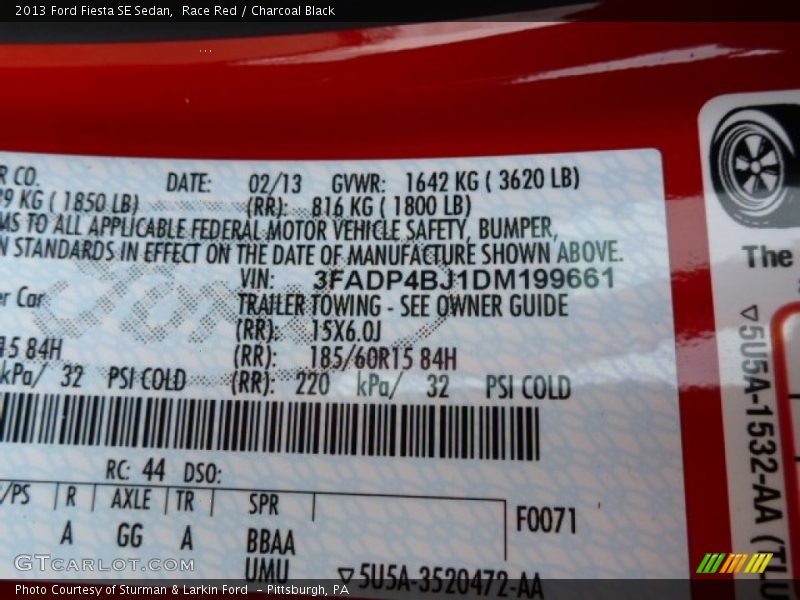 2013 Ford Fiesta SE Sedan, Race Red / Charcoal Black
R CO. DATE: 02/13 GVWR: 1642 KG ( 3620 LB)
9 KG ( 1850 LB) (RR): 816 KG ( 1800 LB)
MS TO ALL APPLICABLE FEDERAL MOTOR VEHICLE SAFETY, BUMPER,
N STANDARDS IN EFFECT ON THE DATE OF MANUFACTURE SHOWN ABOVE.
VIN: 3FADP4BJ1DM199661
er Car TRAILER TOWING - SEE OWNER GUIDE
(RR): 15X6.0J
15 84H (RR): 185/60R15 84H
kPa/ 32 PSI COLD (RR): 220 kPa/ 32 PSI COLD
RC: 44 DSO:
/PS R AXLE TR SPR F0071
A GG A BBAA
UMU ▽5U5A-3520472-AA
The
▽5U5A-1532-AA (TLU
GTCARLOT.COM
Photo Courtesy of Sturman & Larkin Ford - Pittsburgh, PA